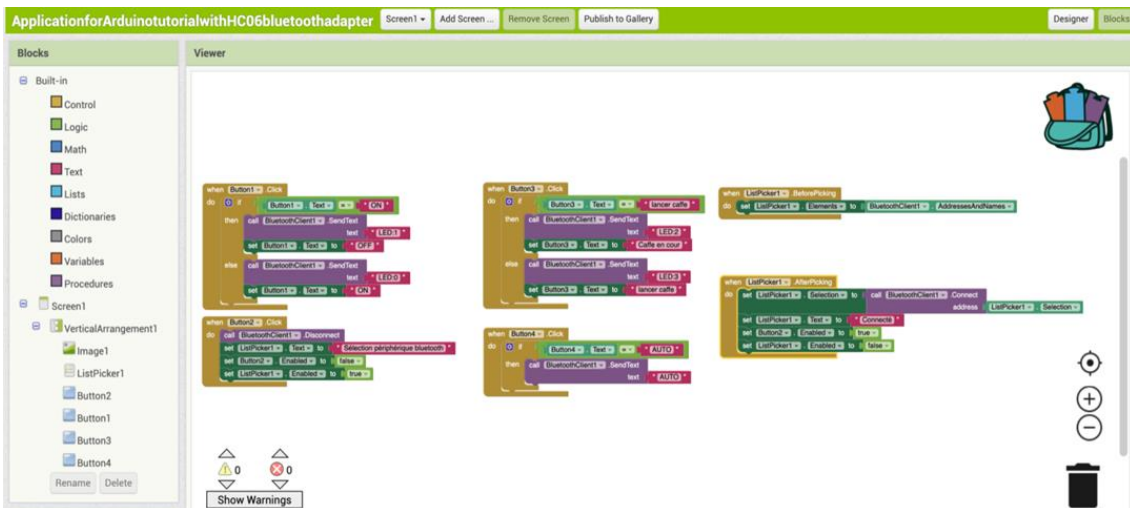 ApplicationforArduinotutorialwithHC06bluetoothadapter Screen1 Add Screen ... Remove Screen Publish to Gallery Designer Blocks
Blocks
Built-in
Control
Logic
Math
Text
Lists
Dictionaries
Colors
Variables
Procedures
Screen1
VerticalArrangement1
Image1
ListPicker1
Button2
Button1
Button3
Button4
Rename Delete
Viewer
when Button1 .Click
do if Button1 . Text = " ON "
then call BluetoothClient1 .SendText
text " LED:1 "
set Button1 . Text to " OFF "
else call BluetoothClient1 .SendText
text " LED:0 "
set Button1 . Text to " ON "
when Button2 .Click
do call BluetoothClient1 .Disconnect
set ListPicker1 . Text to " Sélection périphérique bluetooth "
set Button2 . Enabled to false
set ListPicker1 . Enabled to true
when Button3 .Click
do if Button3 . Text = " lancer caffe "
then call BluetoothClient1 .SendText
text " LED:2 "
set Button3 . Text to " Caffe en cour "
else call BluetoothClient1 .SendText
text " LED:3 "
set Button3 . Text to " lancer caffe "
when Button4 .Click
do if Button4 . Text = " AUTO "
then call BluetoothClient1 .SendText
text " AUTO "
when ListPicker1 .BeforePicking
do set ListPicker1 . Elements to BluetoothClient1 . AddressesAndNames
when ListPicker1 .AfterPicking
do set ListPicker1 . Selection to call BluetoothClient1 .Connect
address ListPicker1 . Selection
set ListPicker1 . Text to " Connecté "
set Button2 . Enabled to true
set ListPicker1 . Enabled to false
0 0
Show Warnings